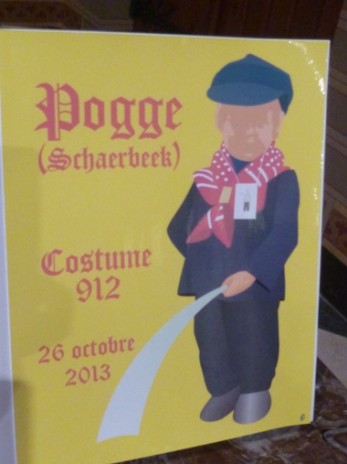 Pogge
(Schaerbeek)
Costume
912
26 octobre
2013